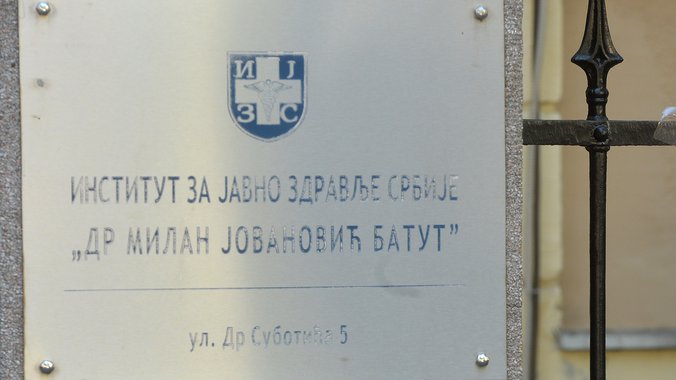 ИЈ
ЗС
ИНСТИТУТ ЗА ЈАВНО ЗДРАВЉЕ СРБИЈЕ
„ДР МИЛАН ЈОВАНОВИЋ БАТУТ”
ул. Др Суботића 5